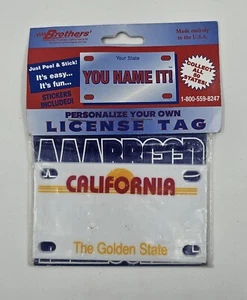 Brothers'
Made entirely
in the U.S.A.
Just Peel & Stick!
It's easy...
It's fun...
STICKERS
INCLUDED!
Your State
YOU NAME IT!
COLLECT
ALL 50
STATES!
1-800-559-8247
PERSONALIZE YOUR OWN
LICENSE TAG
CALIFORNIA
The Golden State